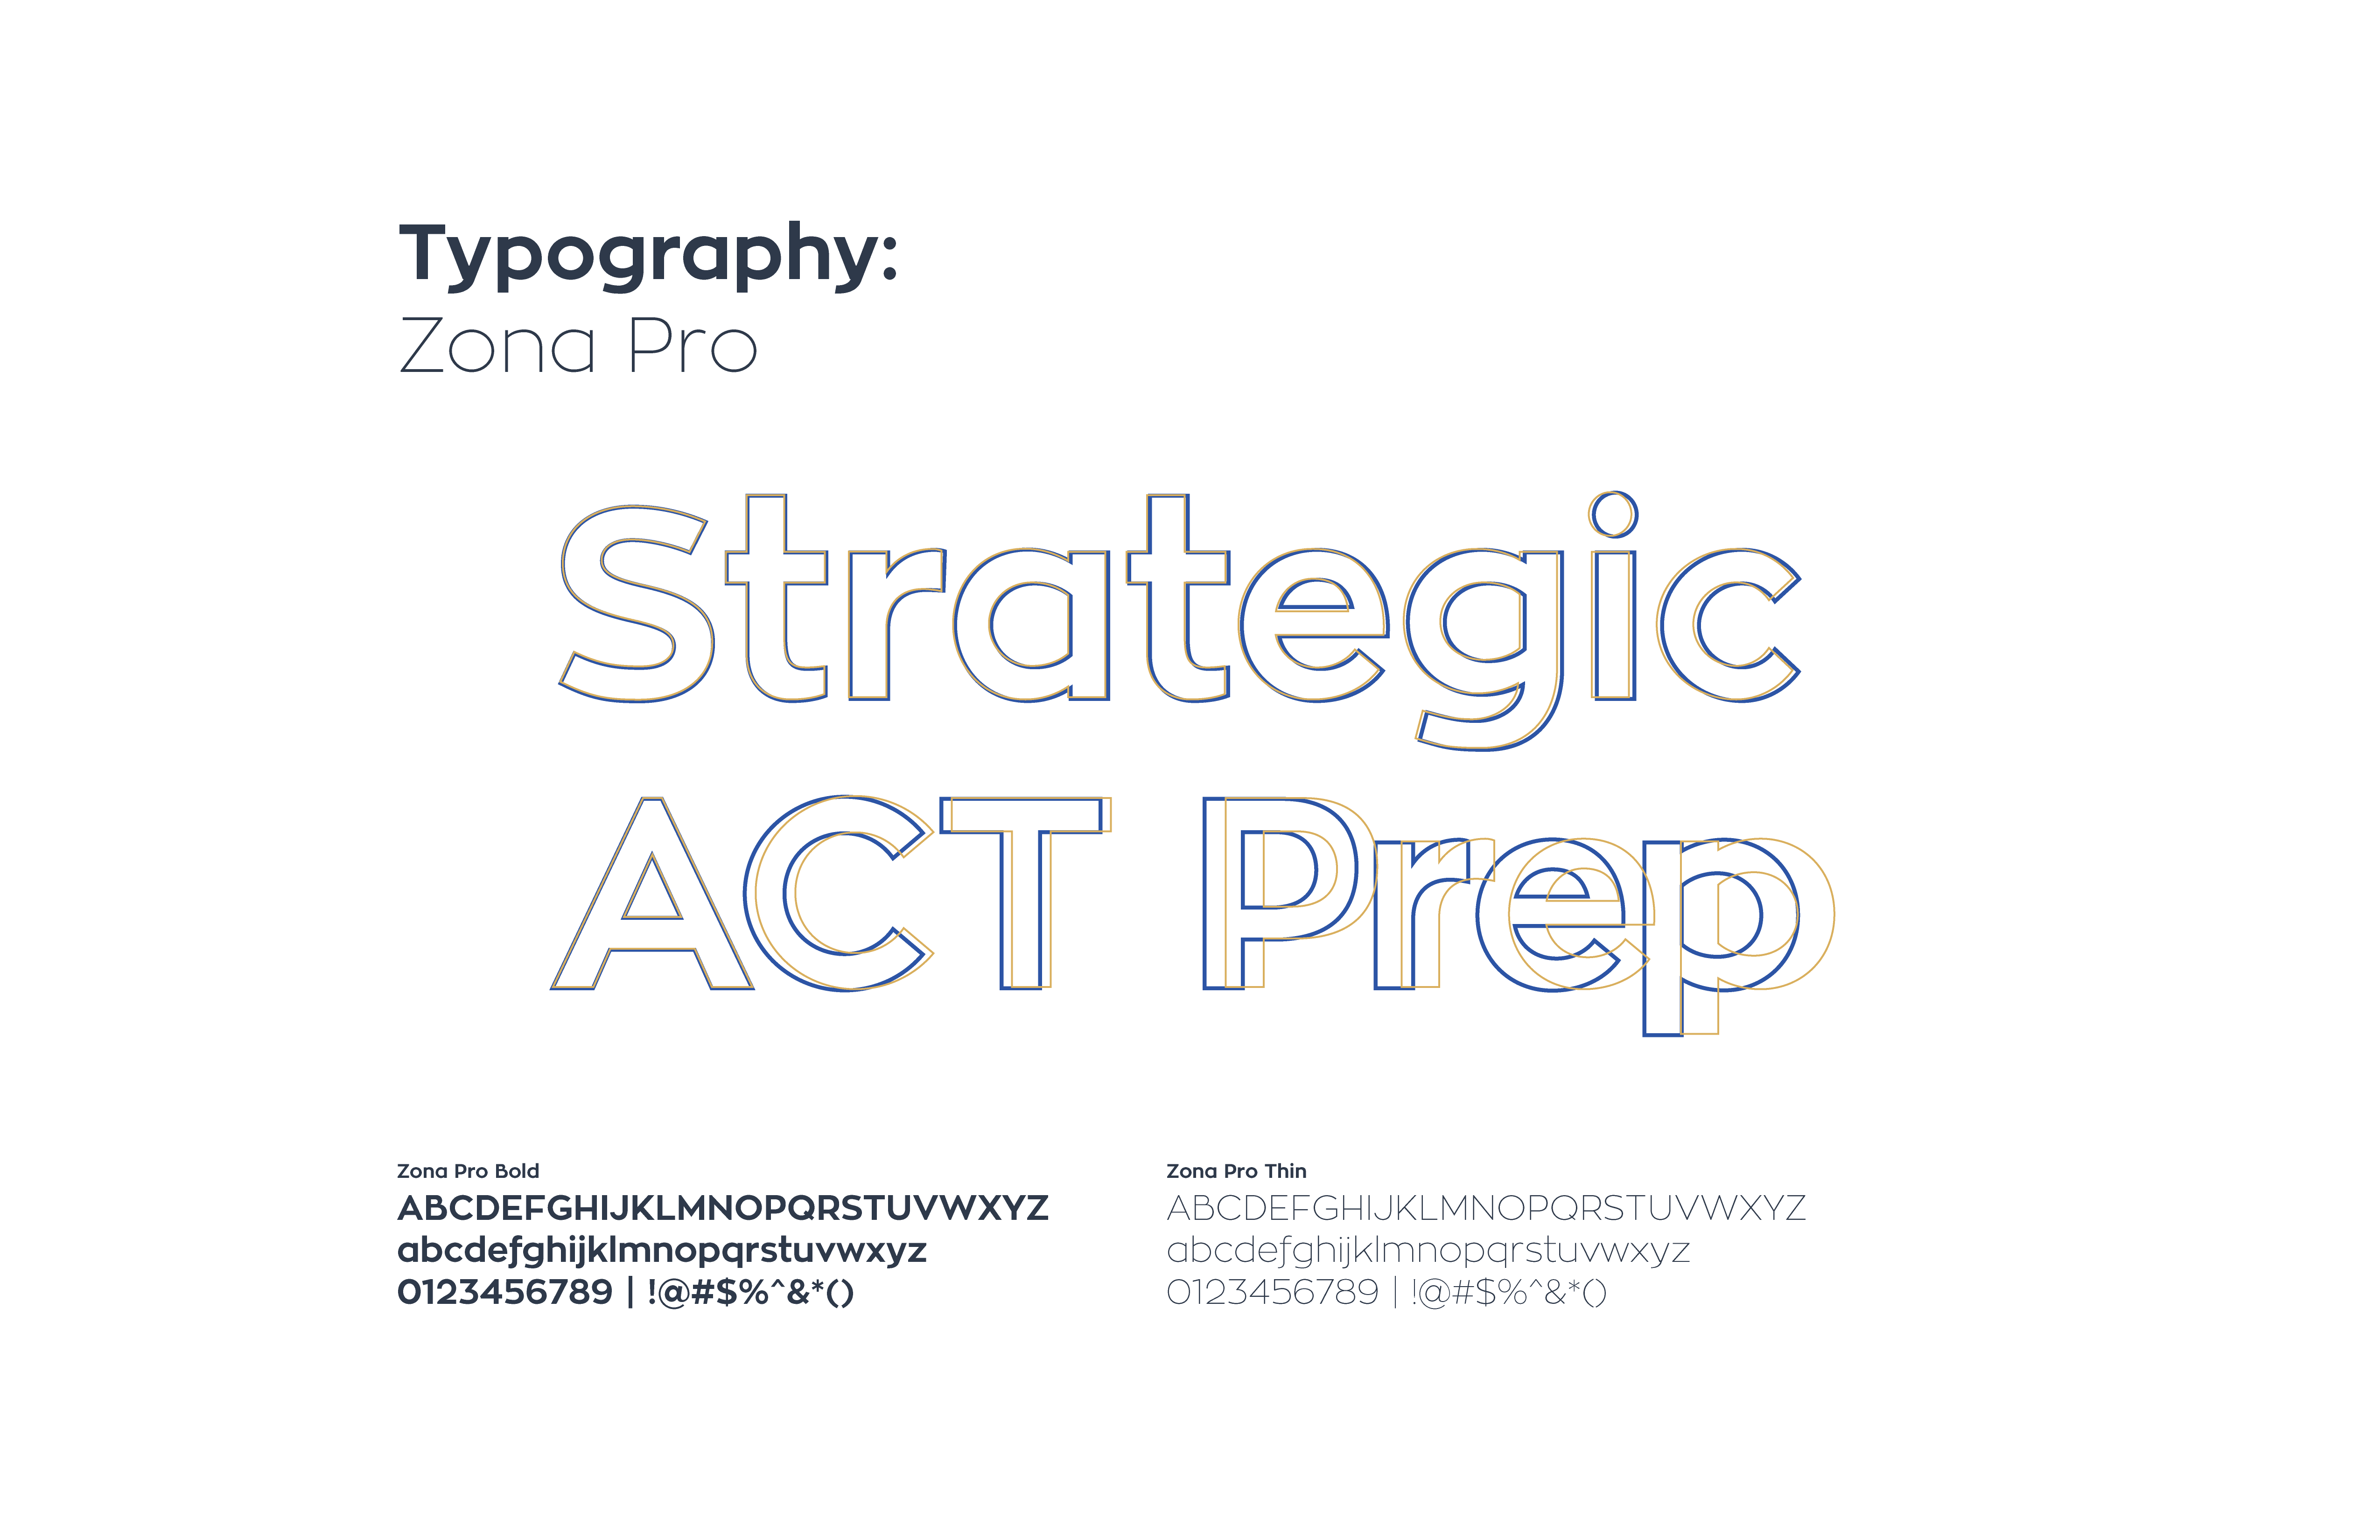 Typography:
Zona Pro
Strategic
ACT Prep
Zona Pro Bold
ABCDEFGHIJKLMNOPQRSTUVWXYZ
abcdefghijklmnopqrstuvwxyz
0123456789 | !@#$%^&*()
Zona Pro Thin
ABCDEFGHIJKLMNOPQRSTUVWXYZ
abcdefghijklmnopqrstuvwxyz
0123456789 | !@#$%^&*()